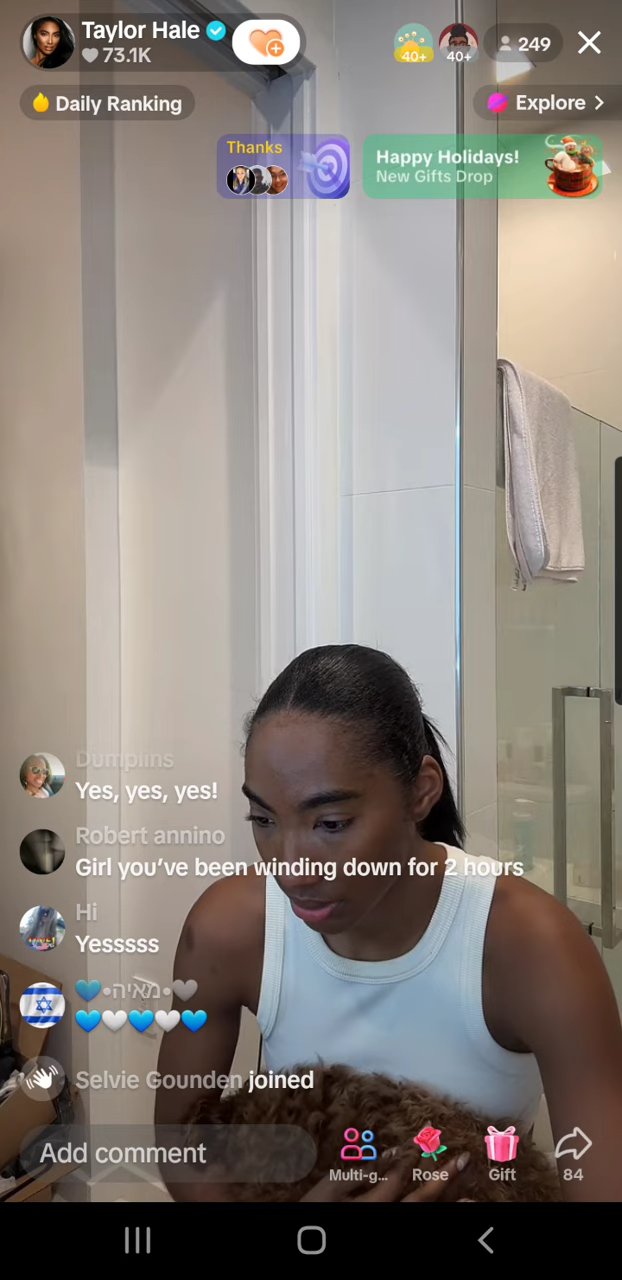 Taylor Hale
73.1K
40+
40+
249
Daily Ranking
Explore
Thanks
Happy Holidays!
New Gifts Drop
Dumplins
Yes, yes, yes!
Robert annino
Girl you've been winding down for 2 hours
Hi
Yesssss
💙•מאיה•🤍
💙🤍💙🤍💙
Selvie Gounden joined
Add comment
Multi-g...
Rose
Gift
84